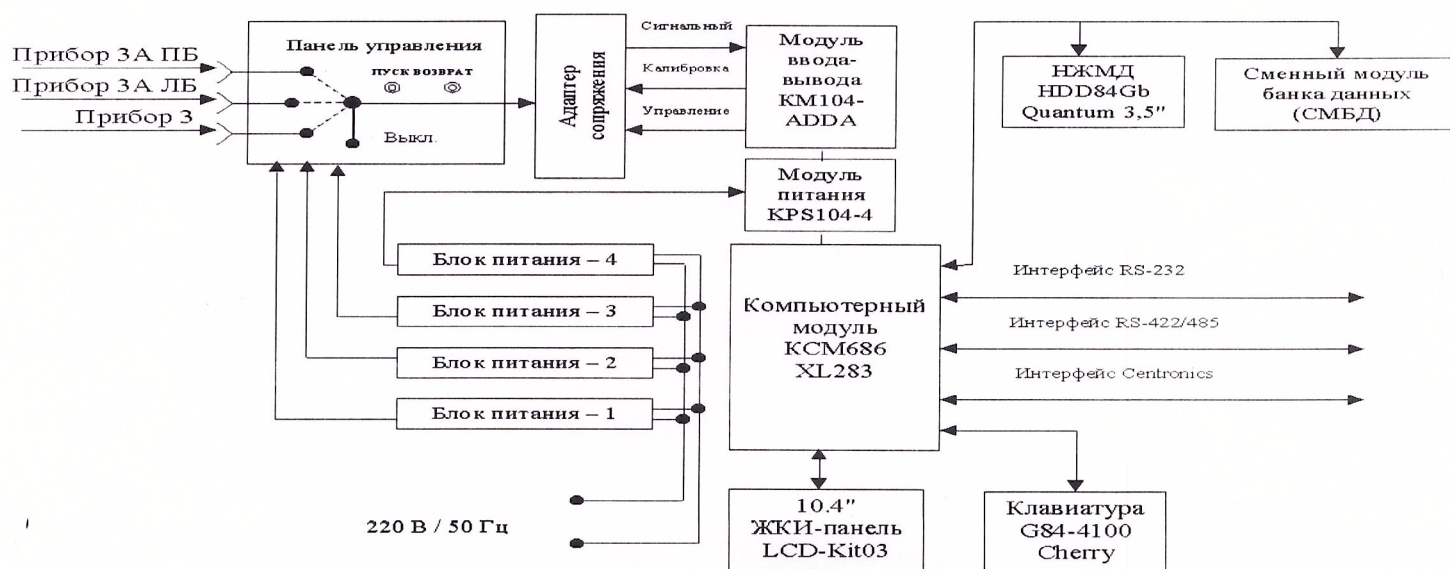 Прибор 3А ПБ
Прибор 3А ЛБ
Прибор 3
Панель управления
ПУСК ВОЗВРАТ
Выкл.
Адаптер
сопряжения
Сигнальный
Калибровка
Управление
Модуль
ввода-
вывода
KM104-
ADDA
НЖМД
HDD84Gb
Quantum 3,5"
Сменный модуль
банка данных
(СМБД)
Модуль
питания
KPS104-4
Блок питания – 4
Блок питания – 3
Блок питания – 2
Блок питания – 1
220 В / 50 Гц
Компьютерный
модуль
KCM686
XL283
Интерфейс RS-232
Интерфейс RS-422/485
Интерфейс Centronics
10.4"
ЖКИ-панель
LCD-Kit03
Клавиатура
G84-4100
Cherry